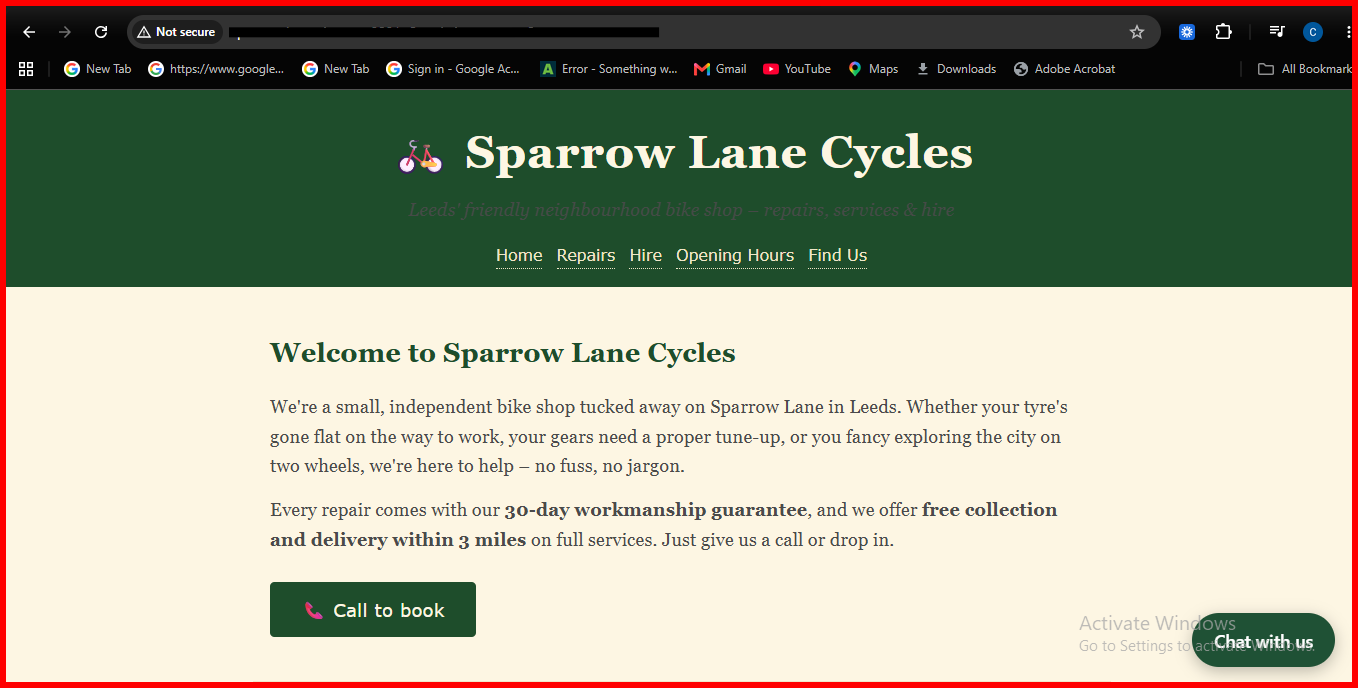 Not secure
New Tab
https://www.google...
New Tab
Sign in - Google Ac...
Error - Something w...
Gmail
YouTube
Maps
Downloads
Adobe Acrobat
All Bookmark
C
Sparrow Lane Cycles
Leeds' friendly neighbourhood bike shop – repairs, services & hire
Home Repairs Hire Opening Hours Find Us
Welcome to Sparrow Lane Cycles
We're a small, independent bike shop tucked away on Sparrow Lane in Leeds. Whether your tyre's
gone flat on the way to work, your gears need a proper tune-up, or you fancy exploring the city on
two wheels, we're here to help – no fuss, no jargon.
Every repair comes with our 30-day workmanship guarantee, and we offer free collection
and delivery within 3 miles on full services. Just give us a call or drop in.
Call to book
Activate Windows
Go to Settings to activate Windows.
Chat with us